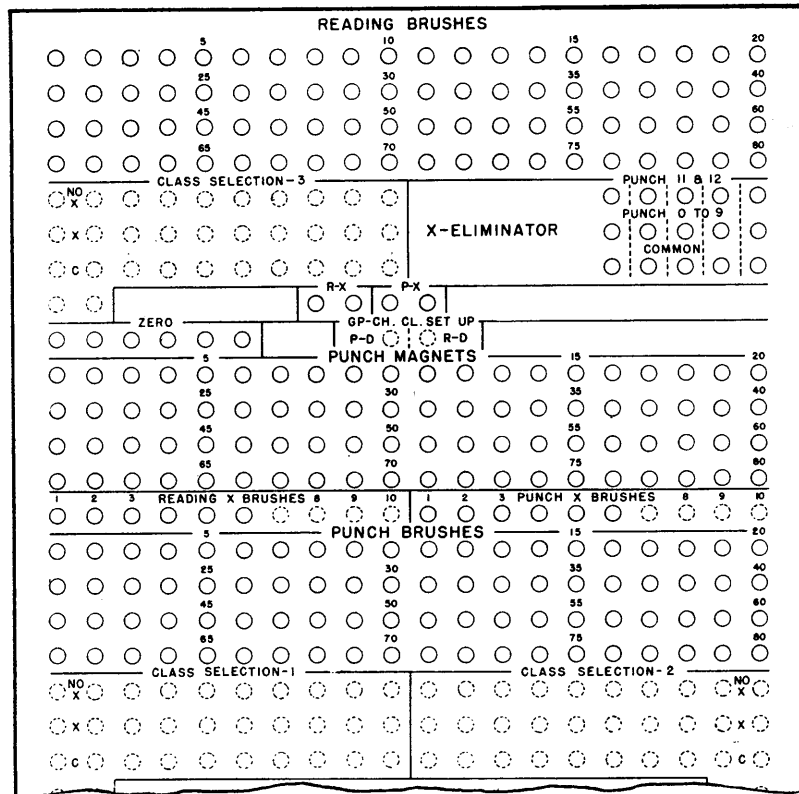 READING BRUSHES
5 10 15 20
25 30 35 40
45 50 55 60
65 70 75 80
CLASS SELECTION-3 PUNCH 11 & 12
NO
X
PUNCH 0 TO 9
X X-ELIMINATOR
COMMON
C
R-X P-X
ZERO GP-CH. CL. SET UP
P-D R-D
PUNCH MAGNETS
5 15 20
25 30 35 40
45 50 55 60
65 70 75 80
1 2 3 READING X BRUSHES 8 9 10 1 2 3 PUNCH X BRUSHES 8 9 10
PUNCH BRUSHES
5 15 20
25 30 35 40
45 50 55 60
65 70 75 80
CLASS SELECTION-1 CLASS SELECTION-2
NO NO
X X
X X
C C